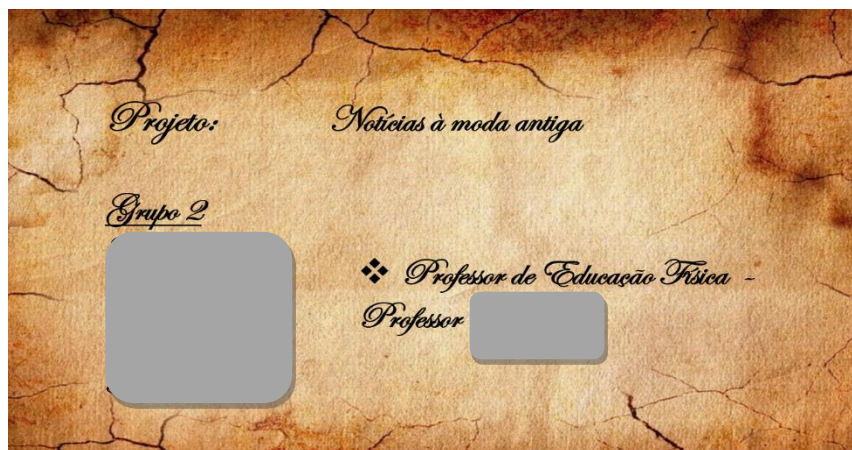 Projeto: Notícias à moda antiga
Grupo 2
❖ Professor de Educação Física -
Professor